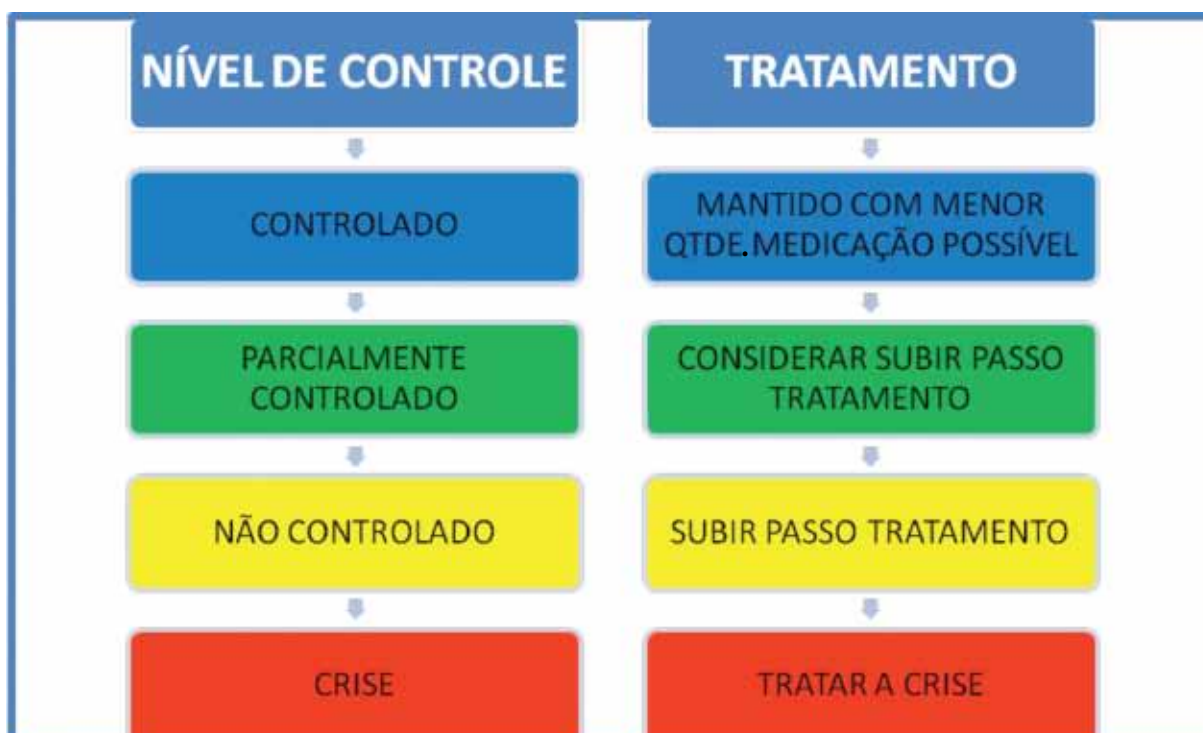 NÍVEL DE CONTROLE
TRATAMENTO
CONTROLADO
MANTIDO COM MENOR
QTDE.MEDICAÇÃO POSSÍVEL
PARCIALMENTE
CONTROLADO
CONSIDERAR SUBIR PASSO
TRATAMENTO
NÃO CONTROLADO
SUBIR PASSO TRATAMENTO
CRISE
TRATAR A CRISE